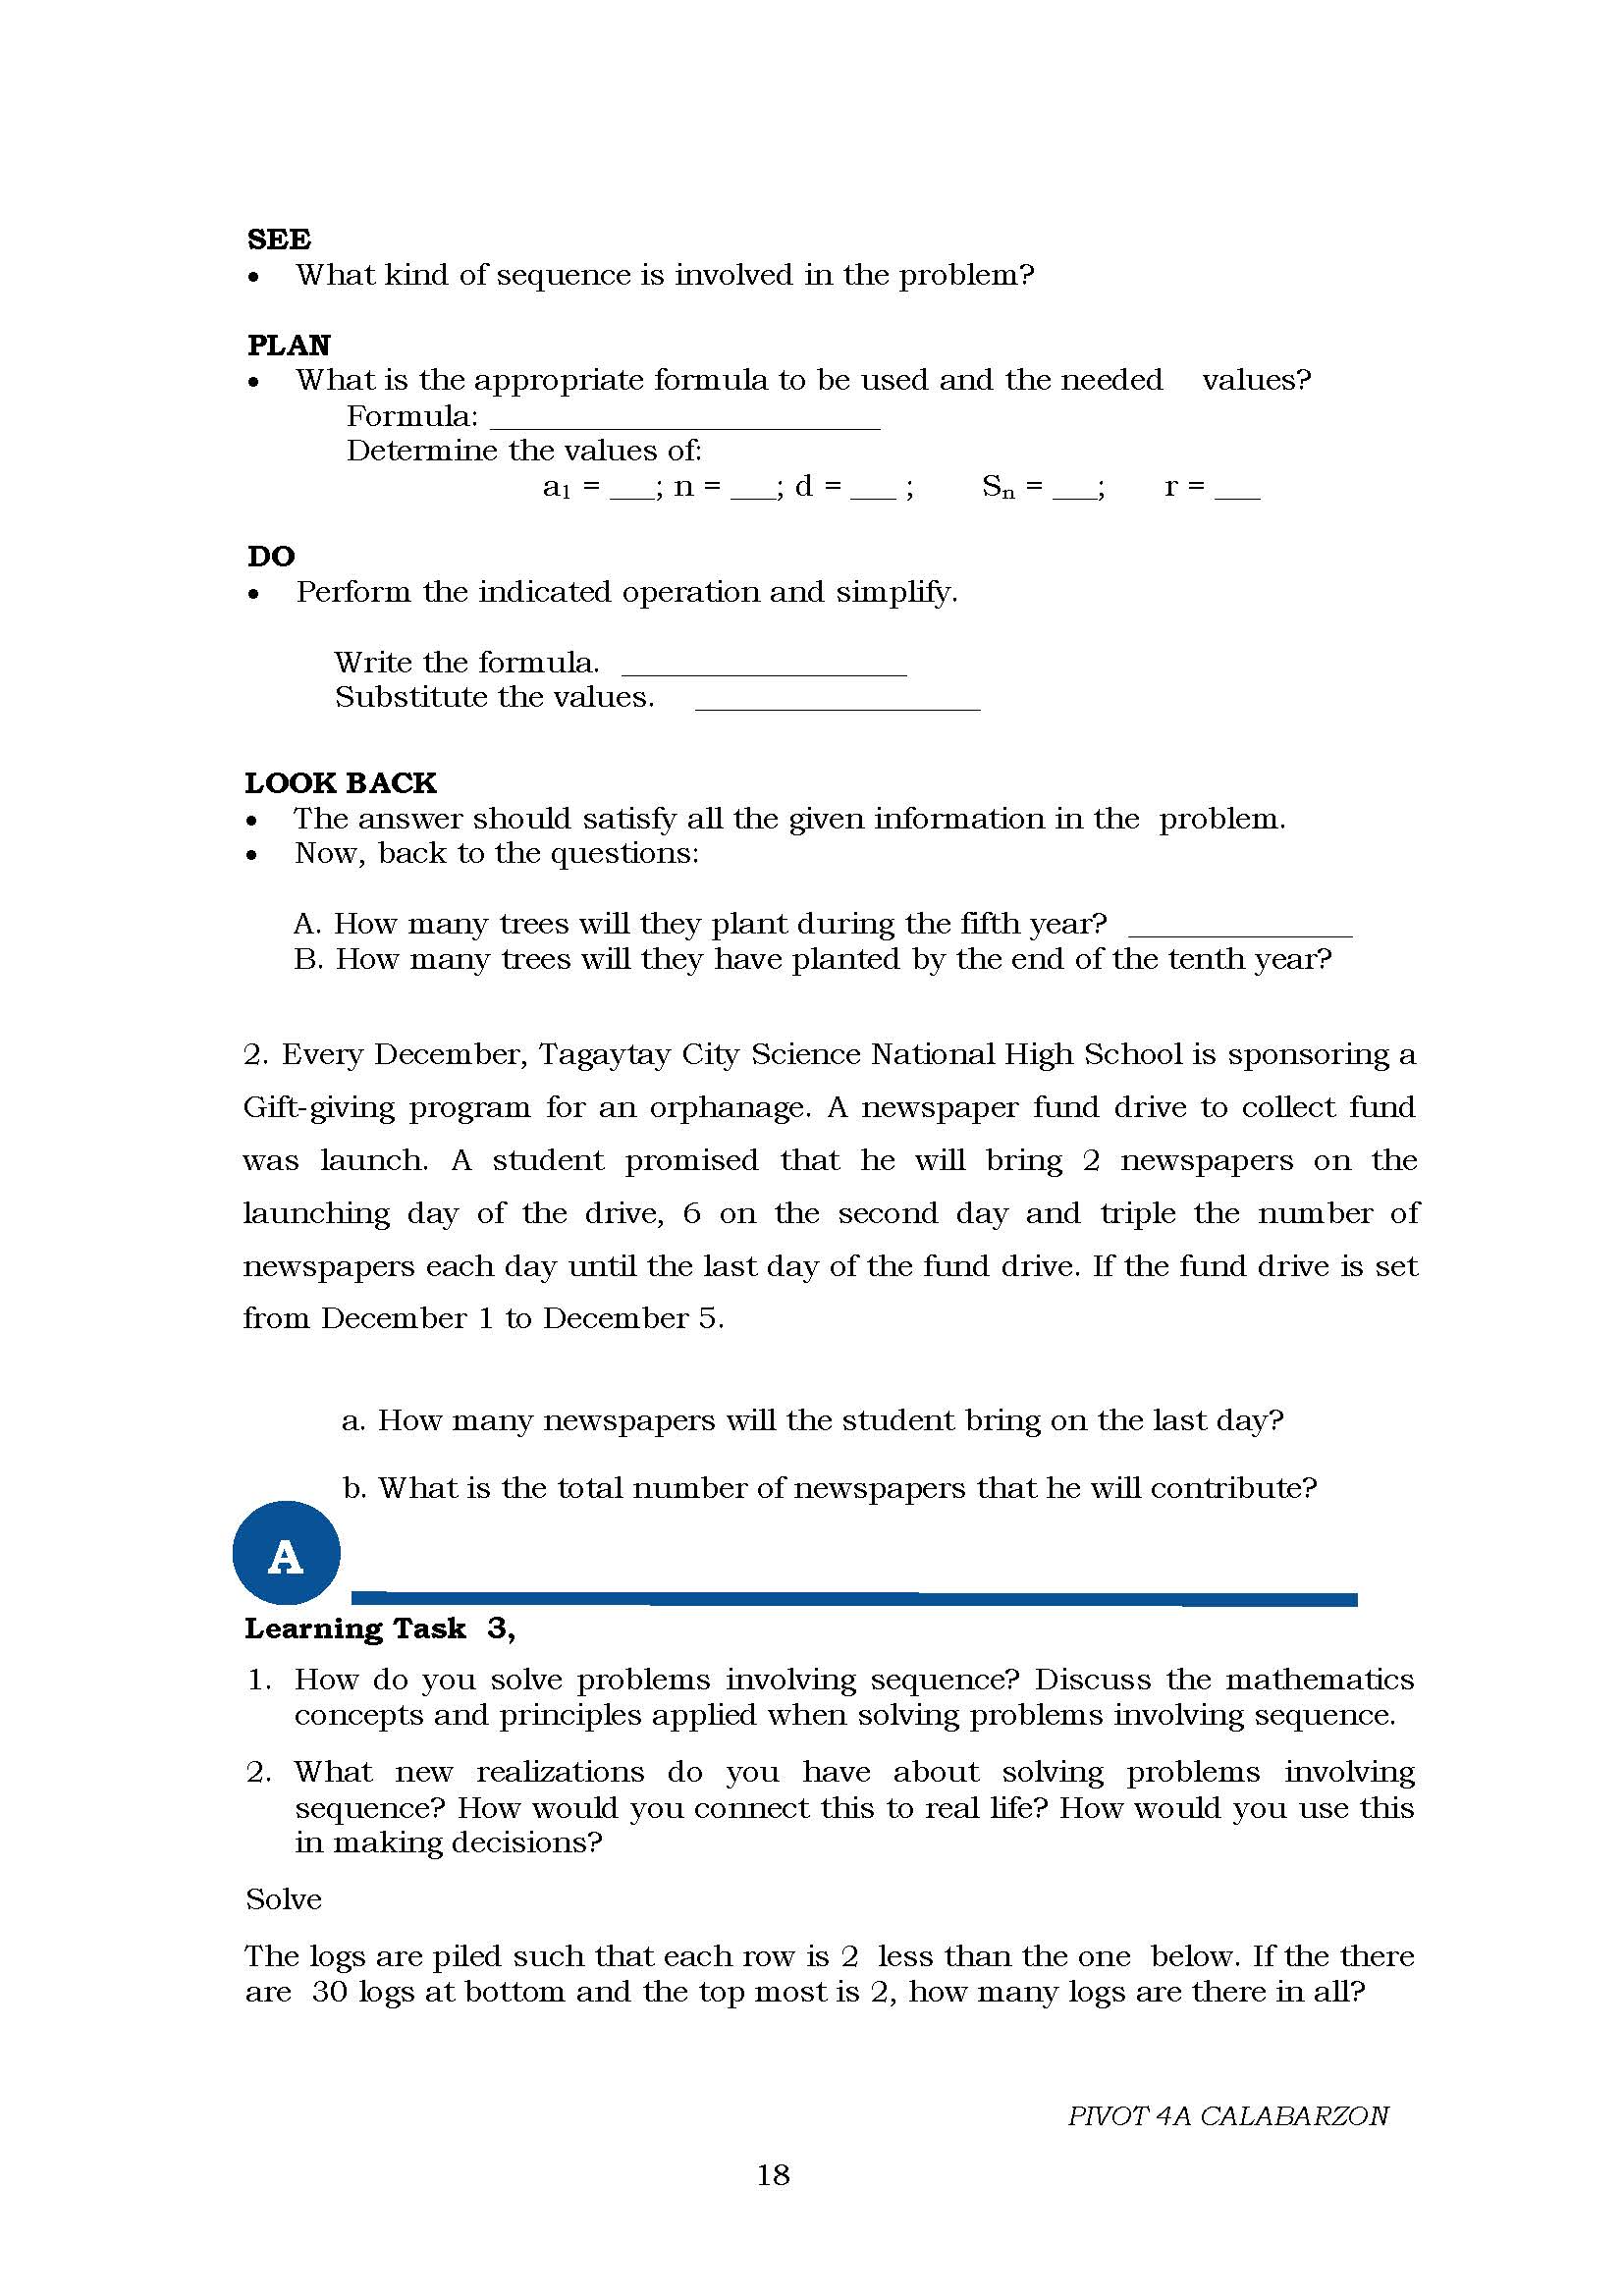 SEE
• What kind of sequence is involved in the problem?
PLAN
• What is the appropriate formula to be used and the needed values?
Formula: ____________________
Determine the values of:
a₁ = ___; n = ___; d = ___ ; Sₙ = ___; r = ___
DO
• Perform the indicated operation and simplify.
Write the formula. ___________________
Substitute the values. ___________________
LOOK BACK
• The answer should satisfy all the given information in the problem.
• Now, back to the questions:
A. How many trees will they plant during the fifth year? _______________
B. How many trees will they have planted by the end of the tenth year?
2. Every December, Tagaytay City Science National High School is sponsoring a
Gift-giving program for an orphanage. A newspaper fund drive to collect fund
was launch. A student promised that he will bring 2 newspapers on the
launching day of the drive, 6 on the second day and triple the number of
newspapers each day until the last day of the fund drive. If the fund drive is set
from December 1 to December 5.
a. How many newspapers will the student bring on the last day?
b. What is the total number of newspapers that he will contribute?
A
Learning Task 3,
1. How do you solve problems involving sequence? Discuss the mathematics
concepts and principles applied when solving problems involving sequence.
2. What new realizations do you have about solving problems involving
sequence? How would you connect this to real life? How would you use this
in making decisions?
Solve
The logs are piled such that each row is 2 less than the one below. If the there
are 30 logs at bottom and the top most is 2, how many logs are there in all?
PIVOT 4A CALABARZON
18